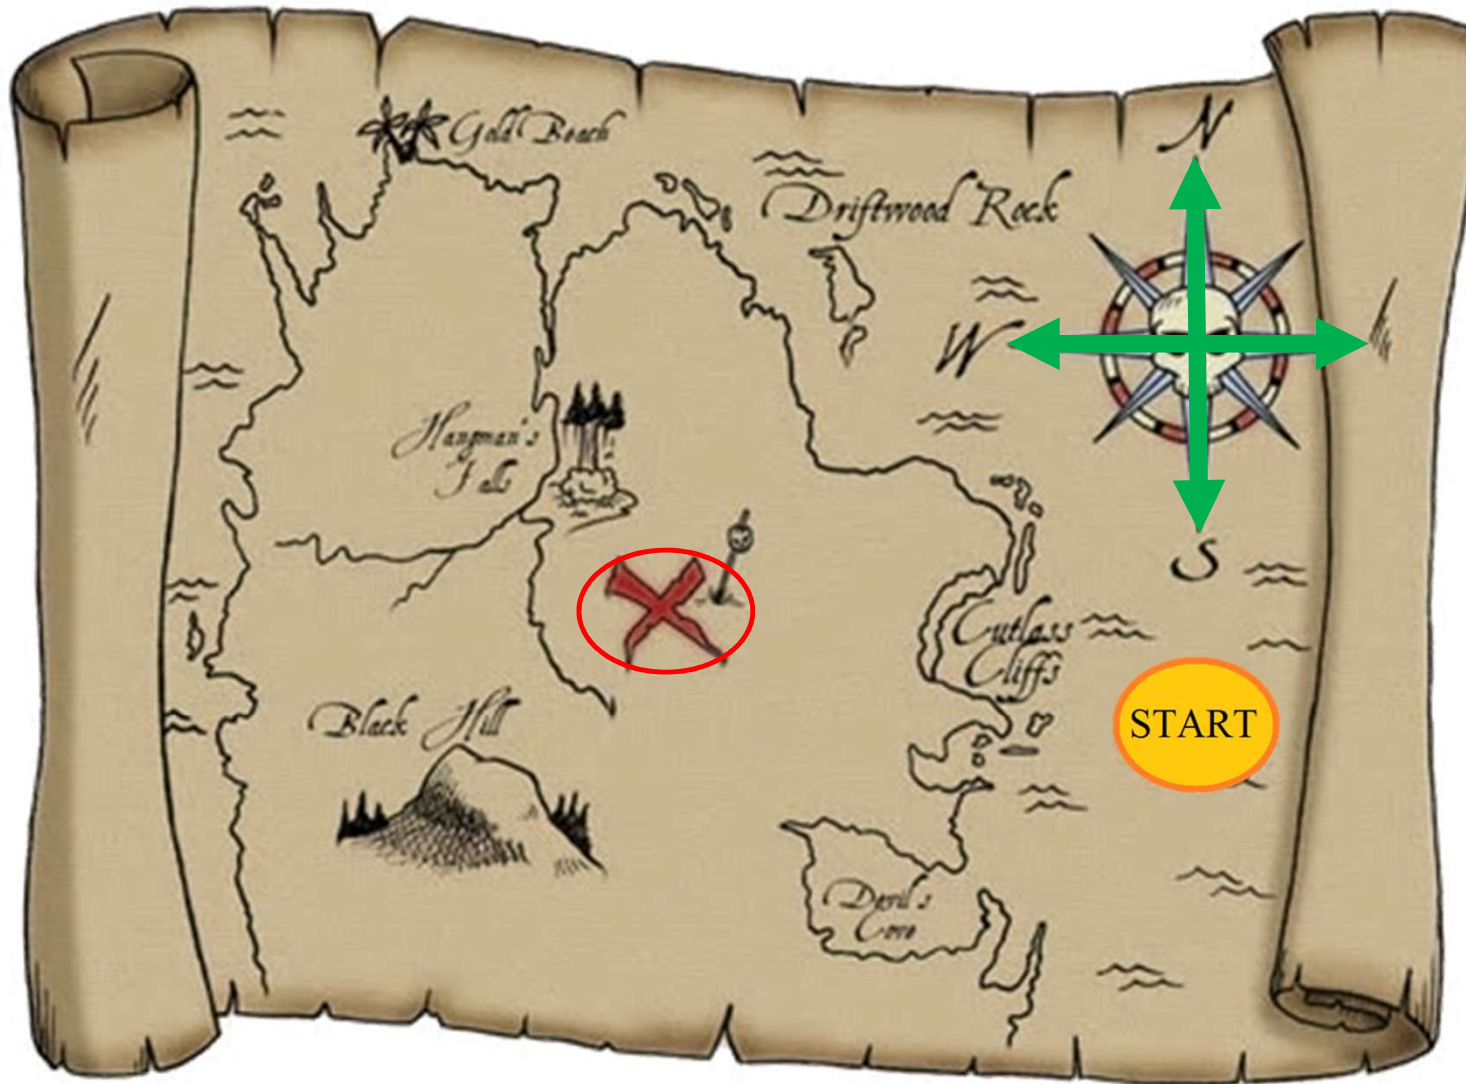 Gold Beach
N
Driftwood Rock
W
Hangman's
Falls
S
Cutlass
Cliffs
Black Hill
START
Devil's
Cove